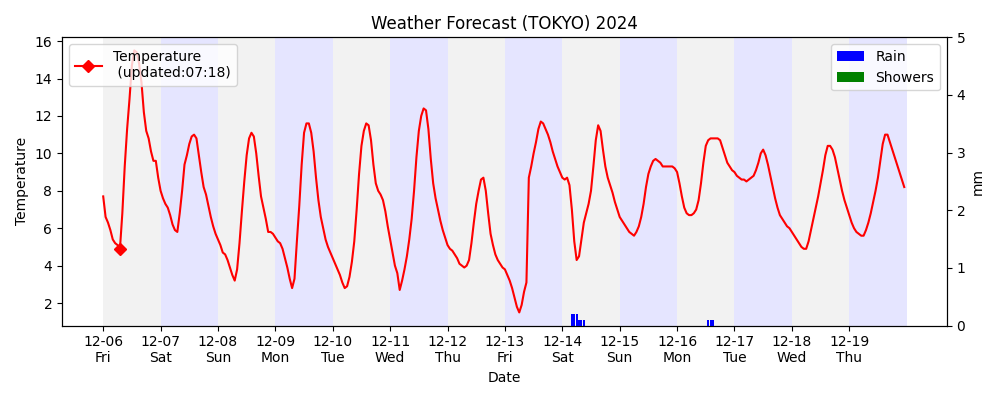 Weather Forecast (TOKYO) 2024
Temperature
(updated:07:18)
Rain
Showers
Temperature
16
14
12
10
8
6
4
2
5
4
3
2
1
0
mm
12-06 12-07 12-08 12-09 12-10 12-11 12-12 12-13 12-14 12-15 12-16 12-17 12-18 12-19
Fri Sat Sun Mon Tue Wed Thu Fri Sat Sun Mon Tue Wed Thu
Date